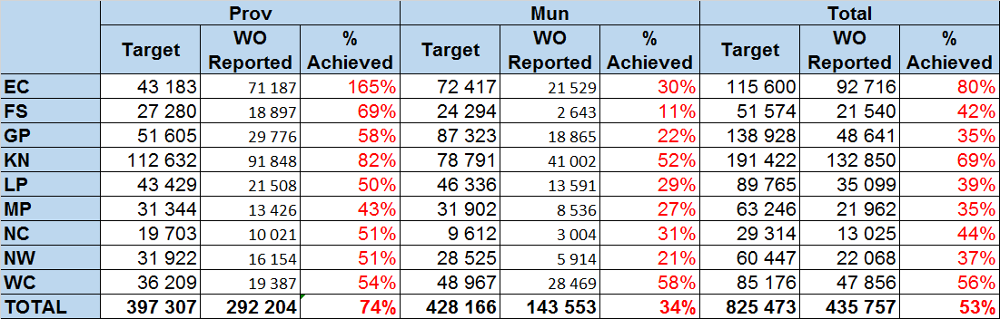 Prov Mun Total
Target WO Reported % Achieved Target WO Reported % Achieved Target WO Reported % Achieved
EC 43 183 71 187 165% 72 417 21 529 30% 115 600 92 716 80%
FS 27 280 18 897 69% 24 294 2 643 11% 51 574 21 540 42%
GP 51 605 29 776 58% 87 323 18 865 22% 138 928 48 641 35%
KN 112 632 91 848 82% 78 791 41 002 52% 191 422 132 850 69%
LP 43 429 21 508 50% 46 336 13 591 29% 89 765 35 099 39%
MP 31 344 13 426 43% 31 902 8 536 27% 63 246 21 962 35%
NC 19 703 10 021 51% 9 612 3 004 31% 29 314 13 025 44%
NW 31 922 16 154 51% 28 525 5 914 21% 60 447 22 068 37%
WC 36 209 19 387 54% 48 967 28 469 58% 85 176 47 856 56%
TOTAL 397 307 292 204 74% 428 166 143 553 34% 825 473 435 757 53%